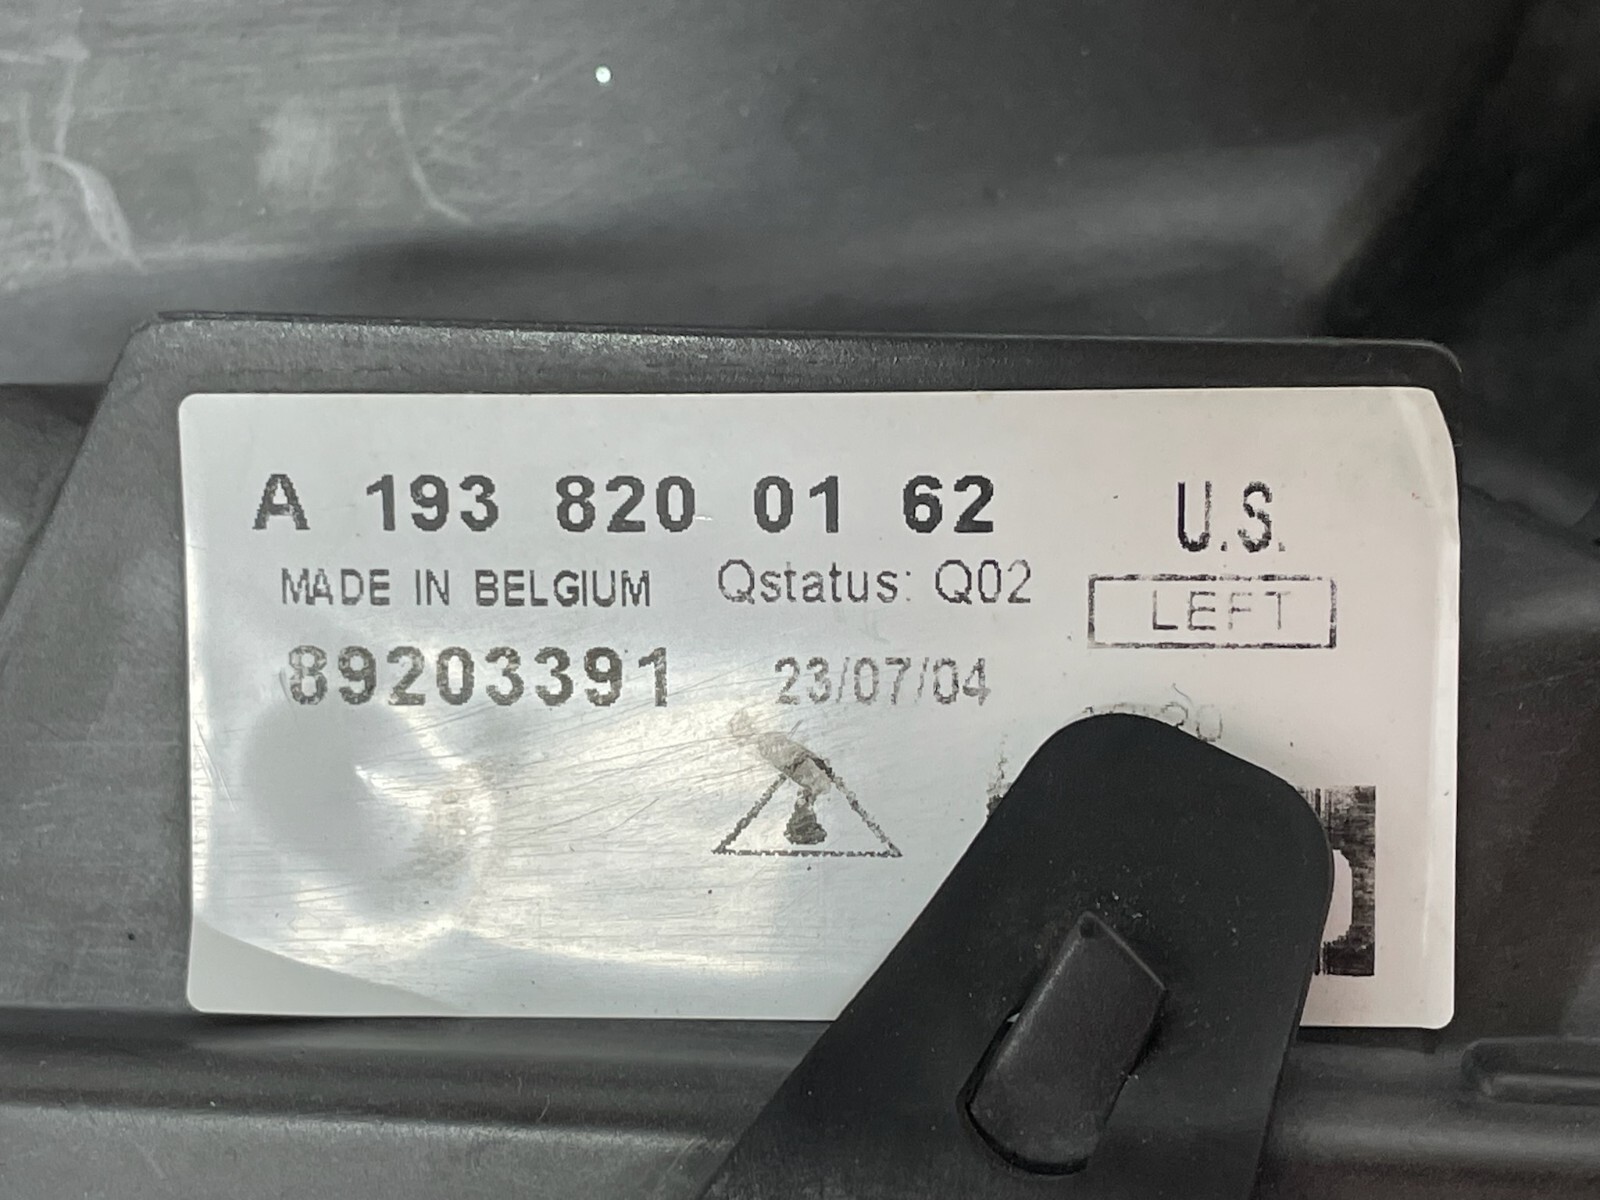 A 193 820 01 62
U.S.
MADE IN BELGIUM Qstatus: Q02
LEFT
89203391 23/07/04